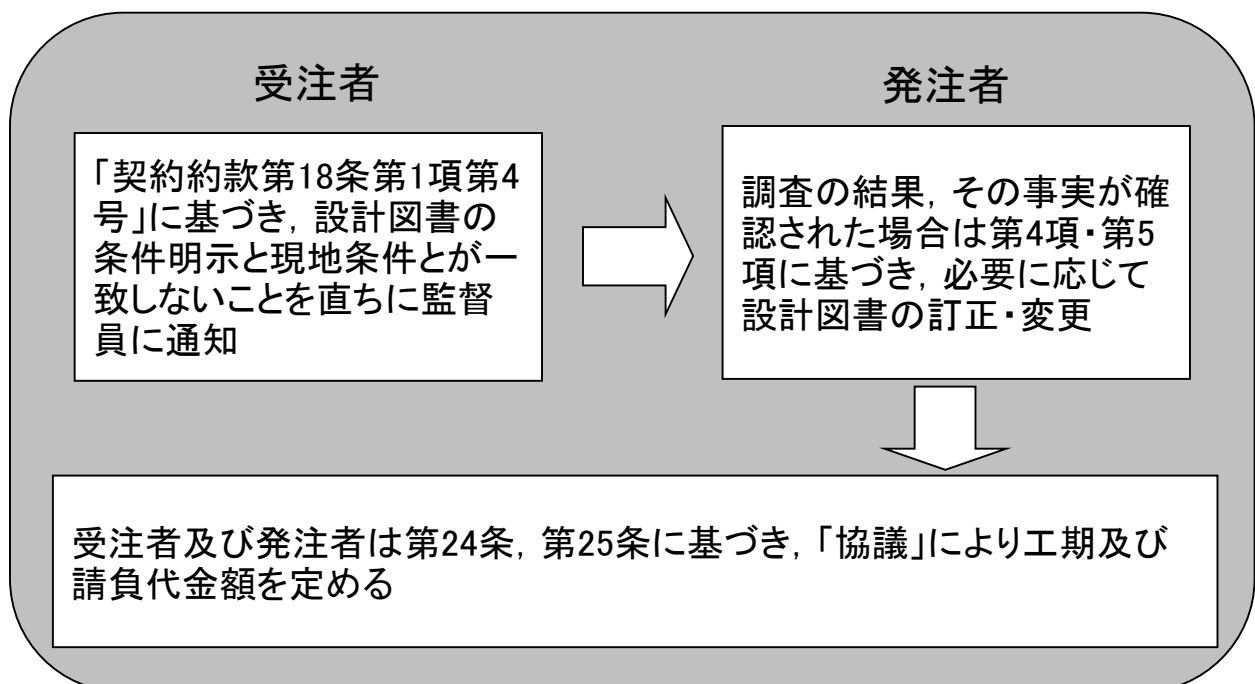 受注者
発注者
「契約約款第18条第1項第4
号」に基づき，設計図書の
条件明示と現地条件とが一
致しないことを直ちに監督
員に通知
調査の結果，その事実が確
認された場合は第4項・第5
項に基づき，必要に応じて
設計図書の訂正・変更
受注者及び発注者は第24条，第25条に基づき，「協議」により工期及び
請負代金額を定める